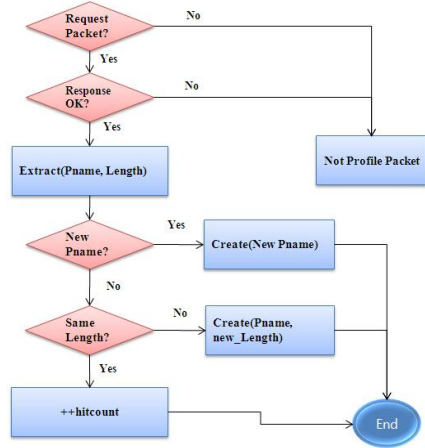 Request
Packet?
No
Yes
Response
OK?
No
Yes
Extract(Pname, Length)
Not Profile Packet
New
Pname?
Yes
Create(New Pname)
No
Same
Length?
No
Create(Pname,
new_Length)
Yes
++hitcount
End